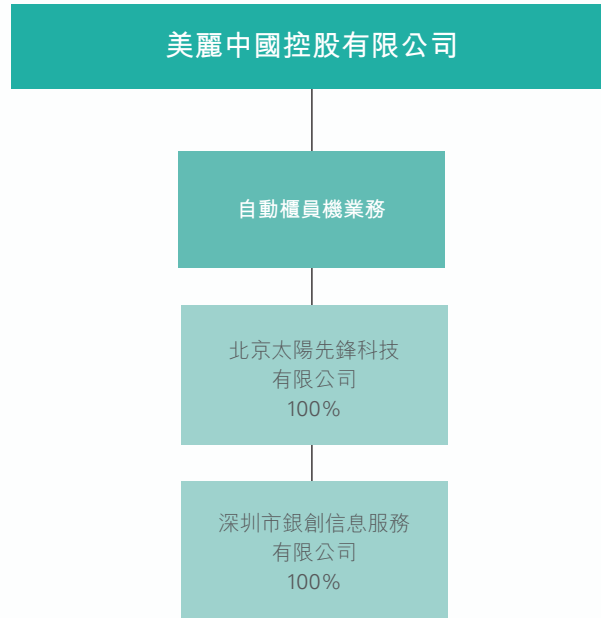 美麗中國控股有限公司
自動櫃員機業務
北京太陽先鋒科技
有限公司
100%
深圳市銀創信息服務
有限公司
100%